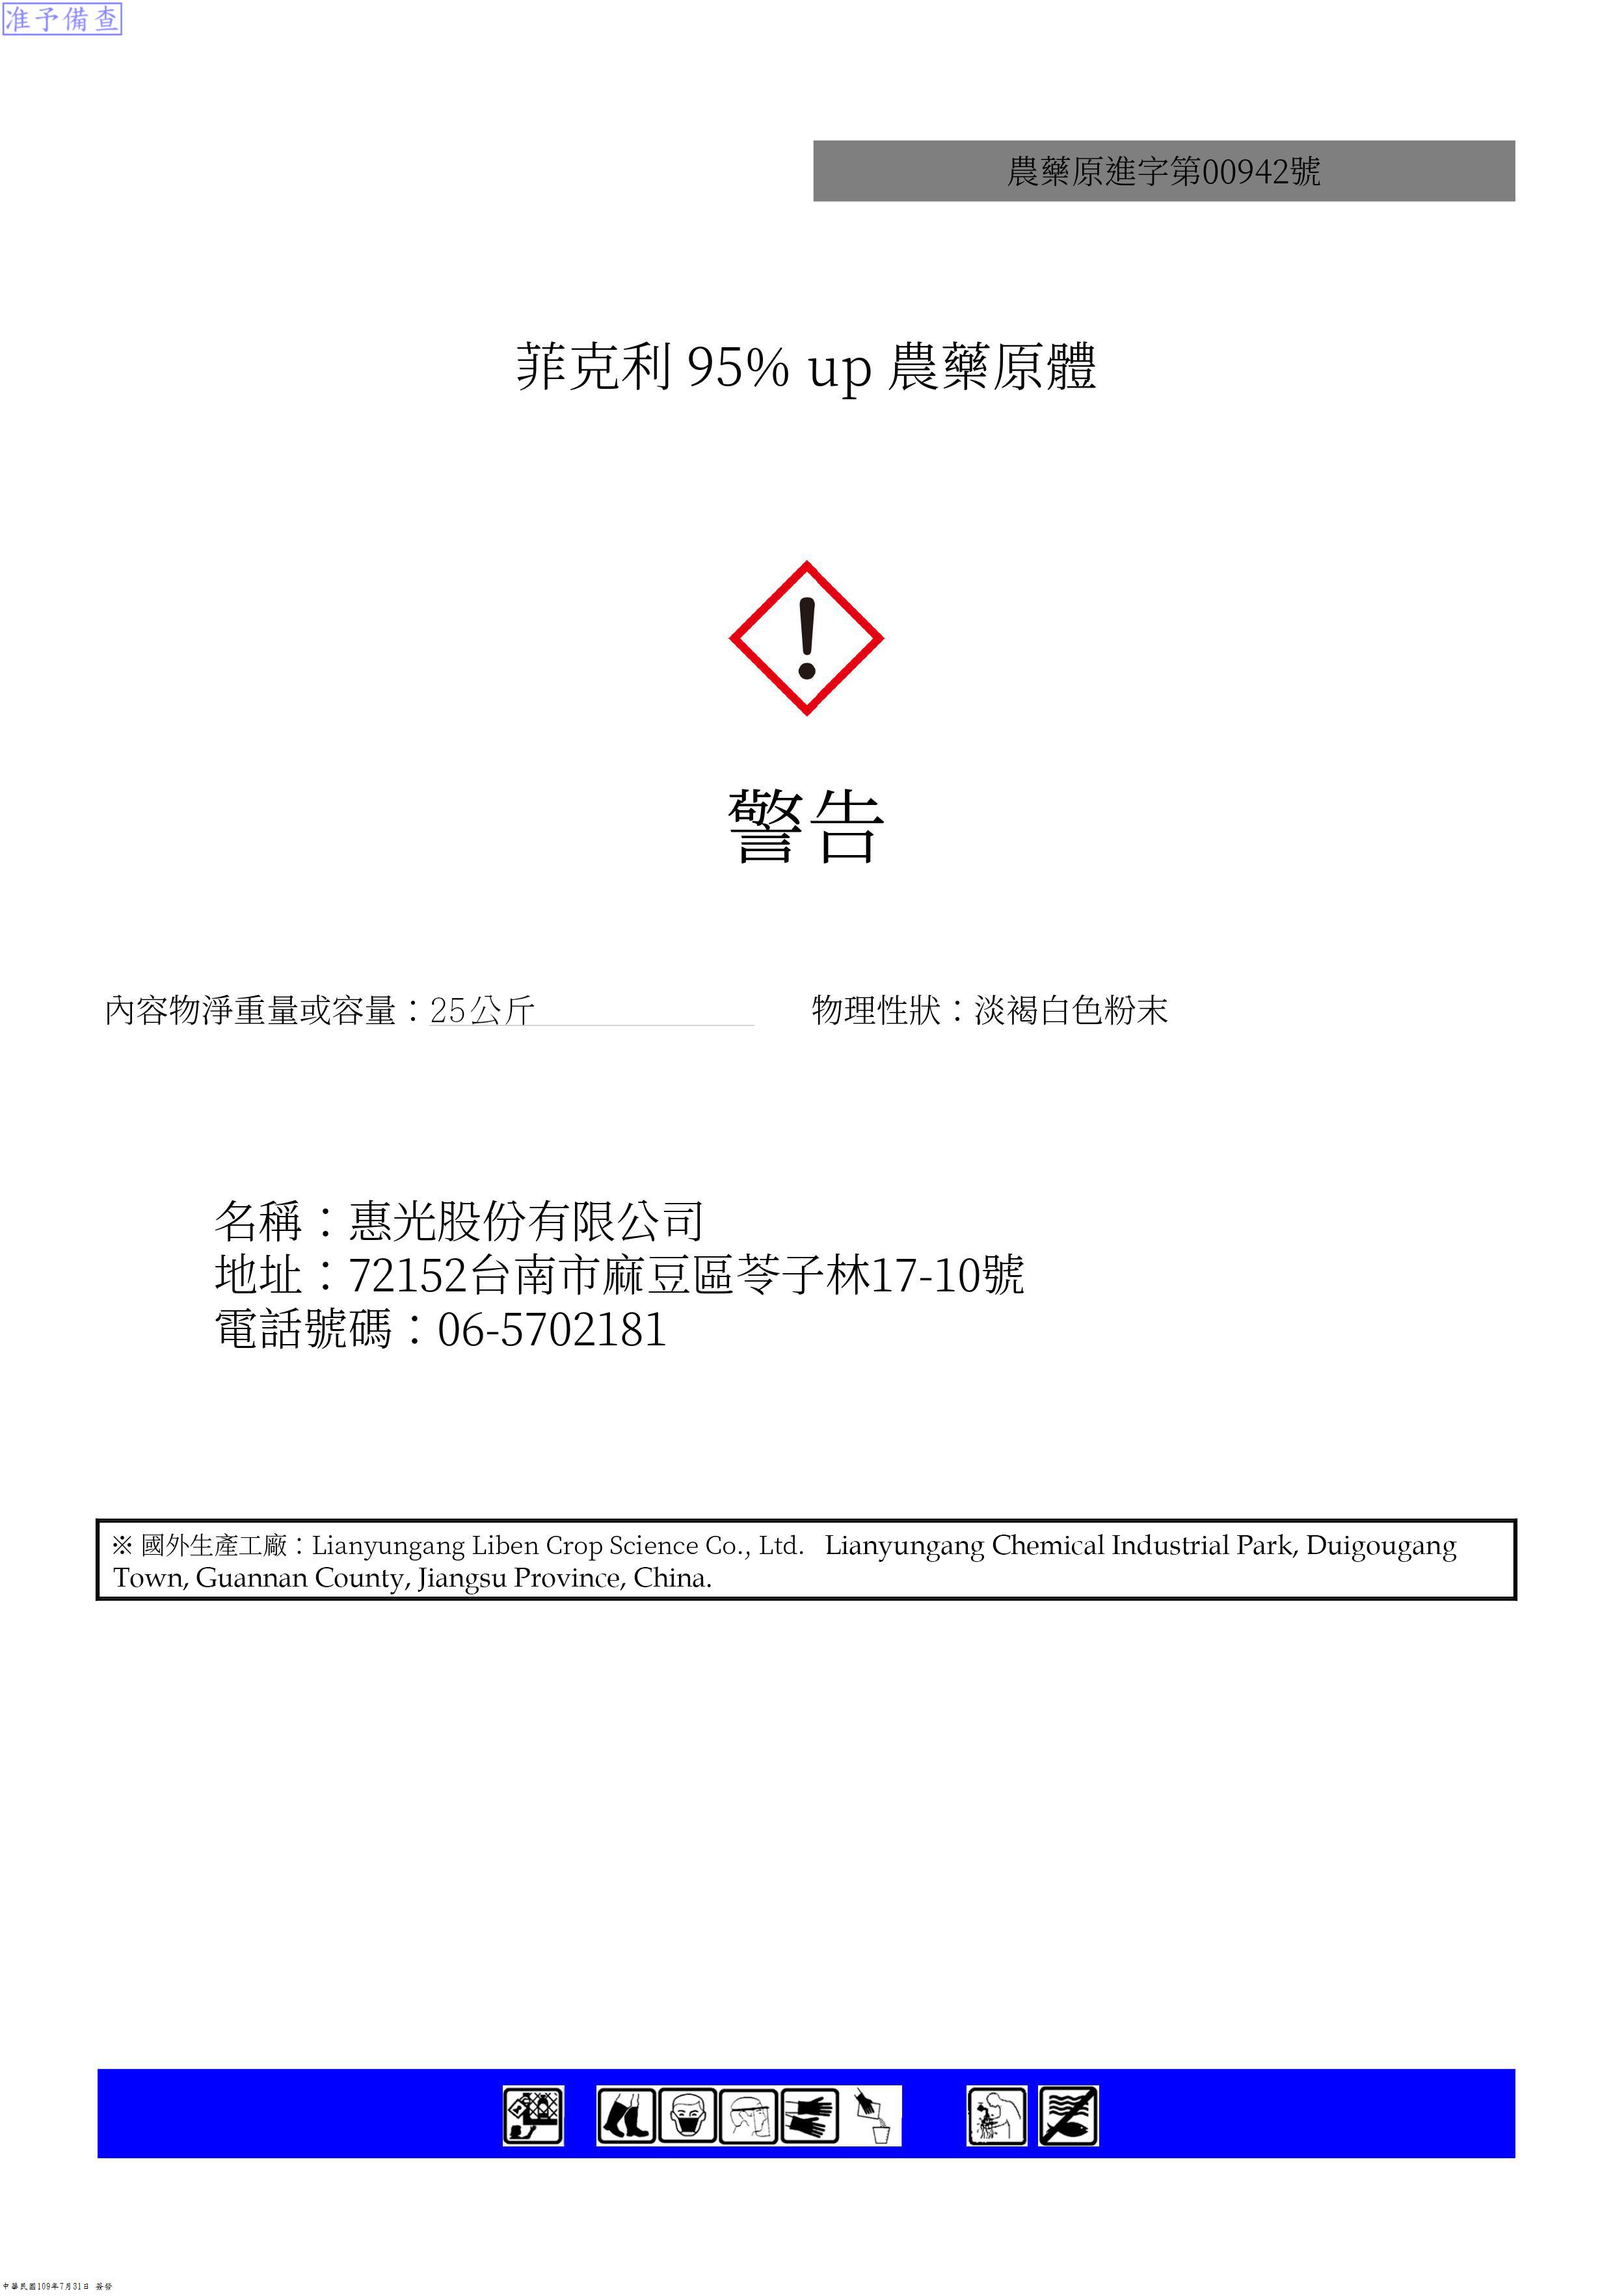 准予備查
農藥原進字第00942號
菲克利 95% up 農藥原體
警告
內容物淨重量或容量：25公斤 物理性狀：淡褐白色粉末
名稱：惠光股份有限公司
地址：72152台南市麻豆區苓子林17-10號
電話號碼：06-5702181
※ 國外生產工廠：Lianyungang Liben Crop Science Co., Ltd. Lianyungang Chemical Industrial Park, Duigougang
Town, Guannan County, Jiangsu Province, China.
中華民國109年7月31日 簽發